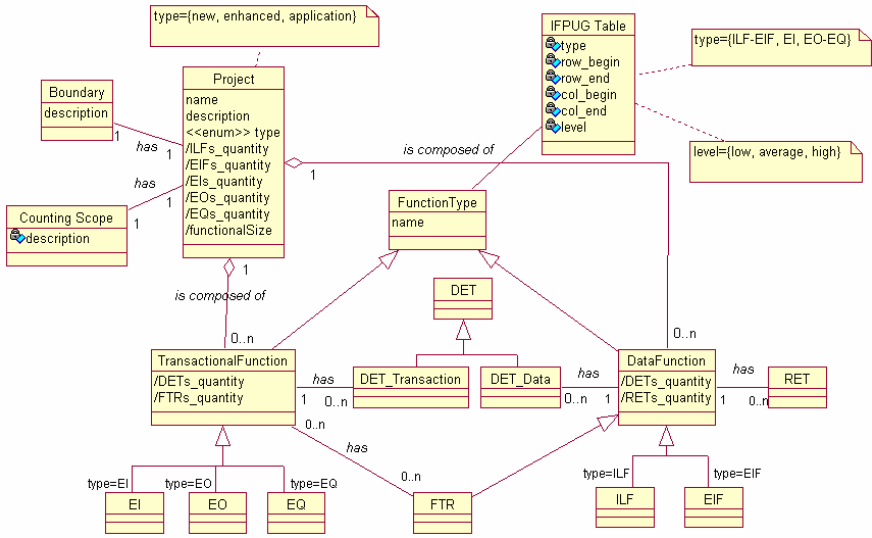 type={new, enhanced, application}
IFPUG Table
type
row_begin
row_end
col_begin
col_end
level
type={ILF-EIF, EI, EO-EQ}
level={low, average, high}
Boundary
description
1
has
1
Project
name
description
<<enum>> type
/ILFs_quantity
/EIFs_quantity
/EIs_quantity
/EOs_quantity
/EQs_quantity
/functionalSize
is composed of
1
has
1
1
Counting Scope
description
FunctionType
name
1
is composed of
0..n
DET
0..n
TransactionalFunction
/DETs_quantity
/FTRs_quantity
has
1
0..n
DET_Transaction
DET_Data
has
0..n
1
DataFunction
/DETs_quantity
/RETs_quantity
has
1
0..n
RET
0..n
has
0..n
type=EI
type=EO
type=EQ
EI
EO
EQ
FTR
type=ILF
type=EIF
ILF
EIF